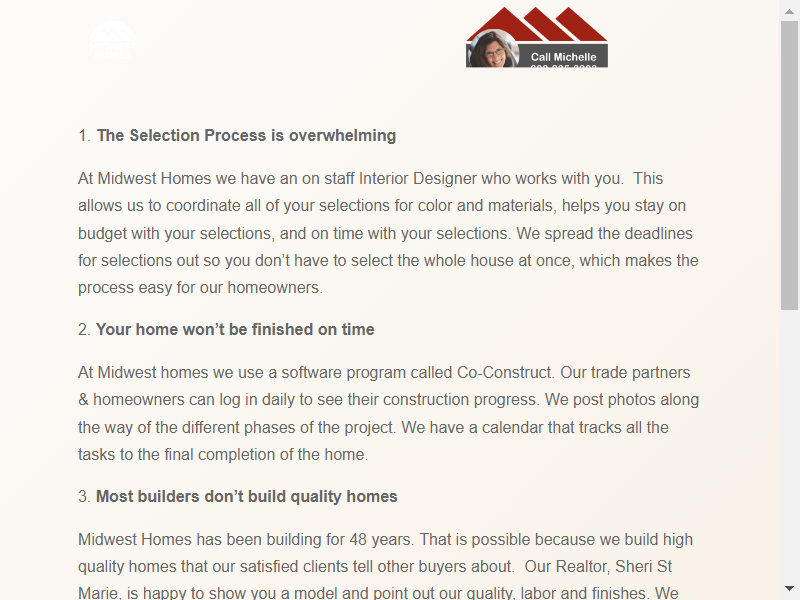 Call Michelle
1. The Selection Process is overwhelming
At Midwest Homes we have an on staff Interior Designer who works with you.  This
allows us to coordinate all of your selections for color and materials, helps you stay on
budget with your selections, and on time with your selections. We spread the deadlines
for selections out so you don’t have to select the whole house at once, which makes the
process easy for our homeowners.
2. Your home won’t be finished on time
At Midwest homes we use a software program called Co-Construct. Our trade partners
& homeowners can log in daily to see their construction progress. We post photos along
the way of the different phases of the project. We have a calendar that tracks all the
tasks to the final completion of the home.
3. Most builders don’t build quality homes
Midwest Homes has been building for 48 years. That is possible because we build high
quality homes that our satisfied clients tell other buyers about.  Our Realtor, Sheri St
Marie, is happy to show you a model and point out our quality, labor and finishes. We